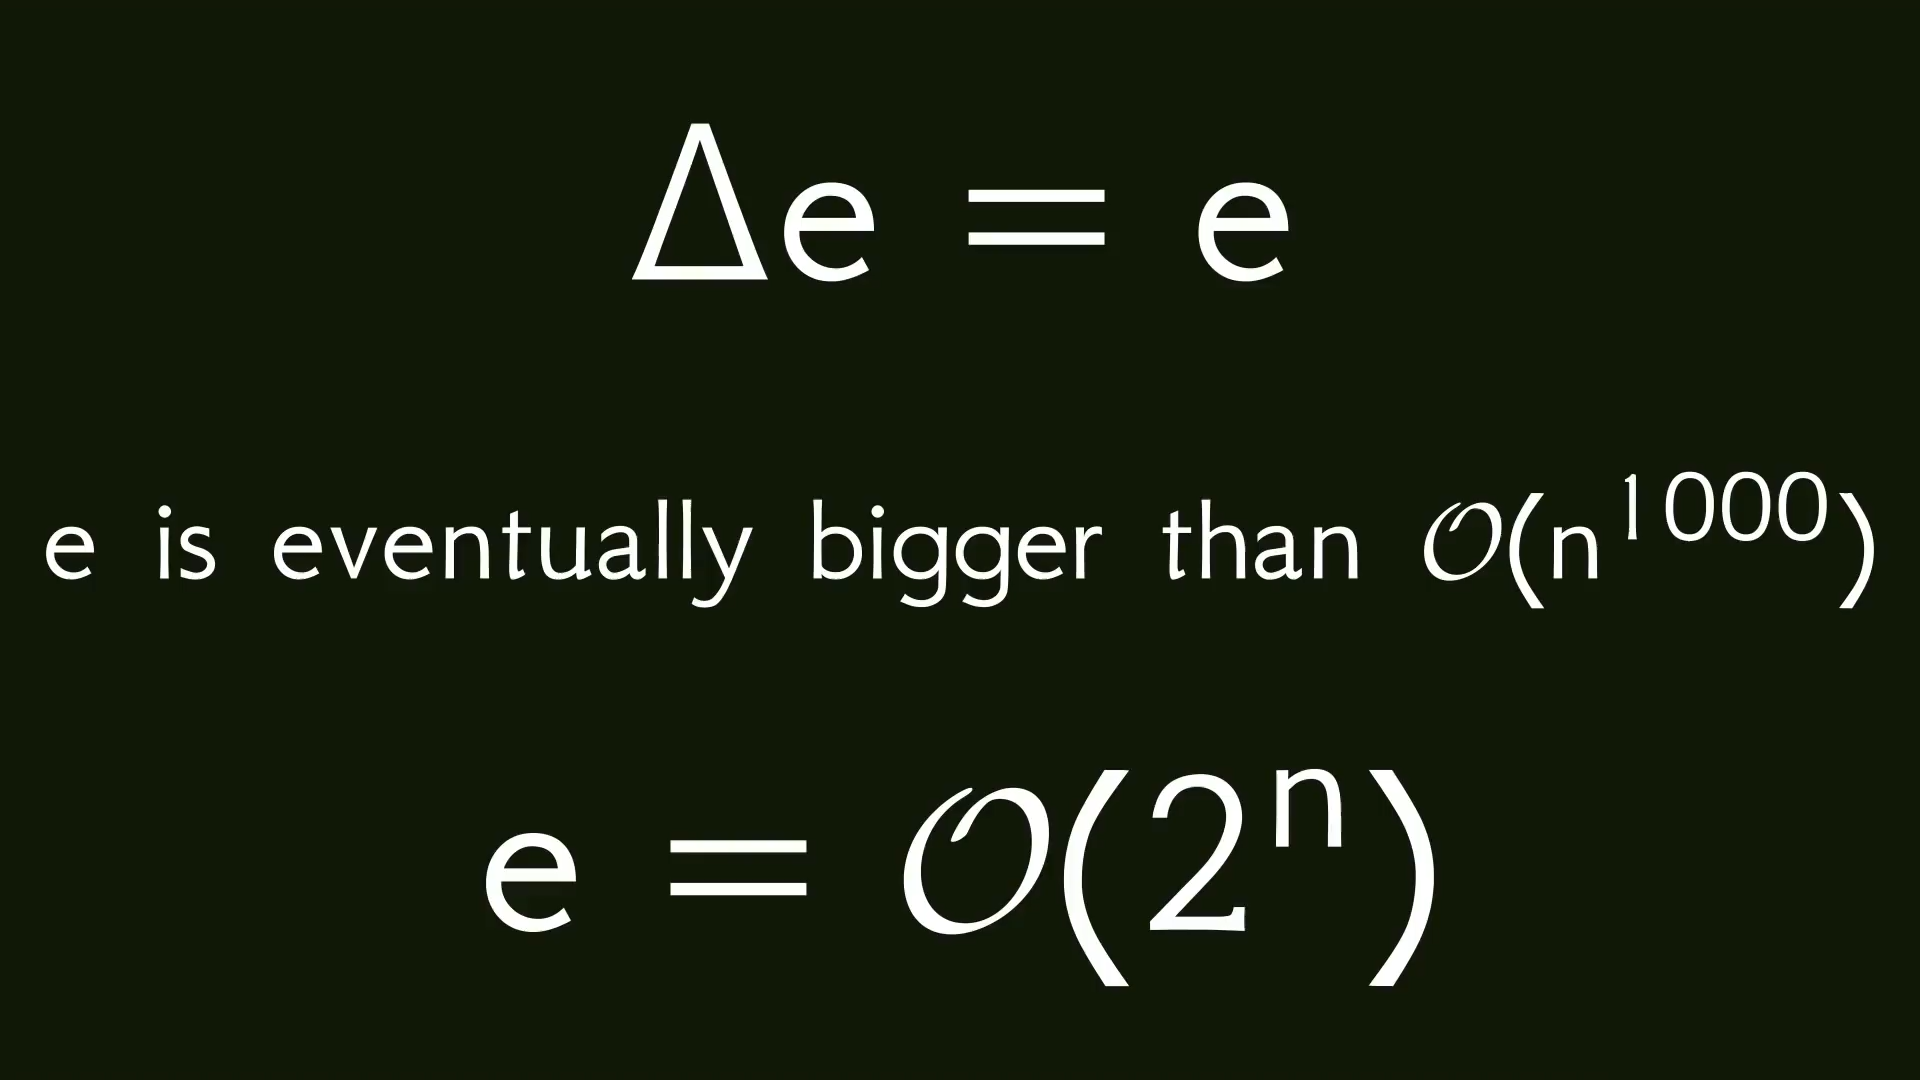 Δe = e
e is eventually bigger than 𝒪(n¹⁰⁰⁰)
e = 𝒪(2ⁿ)